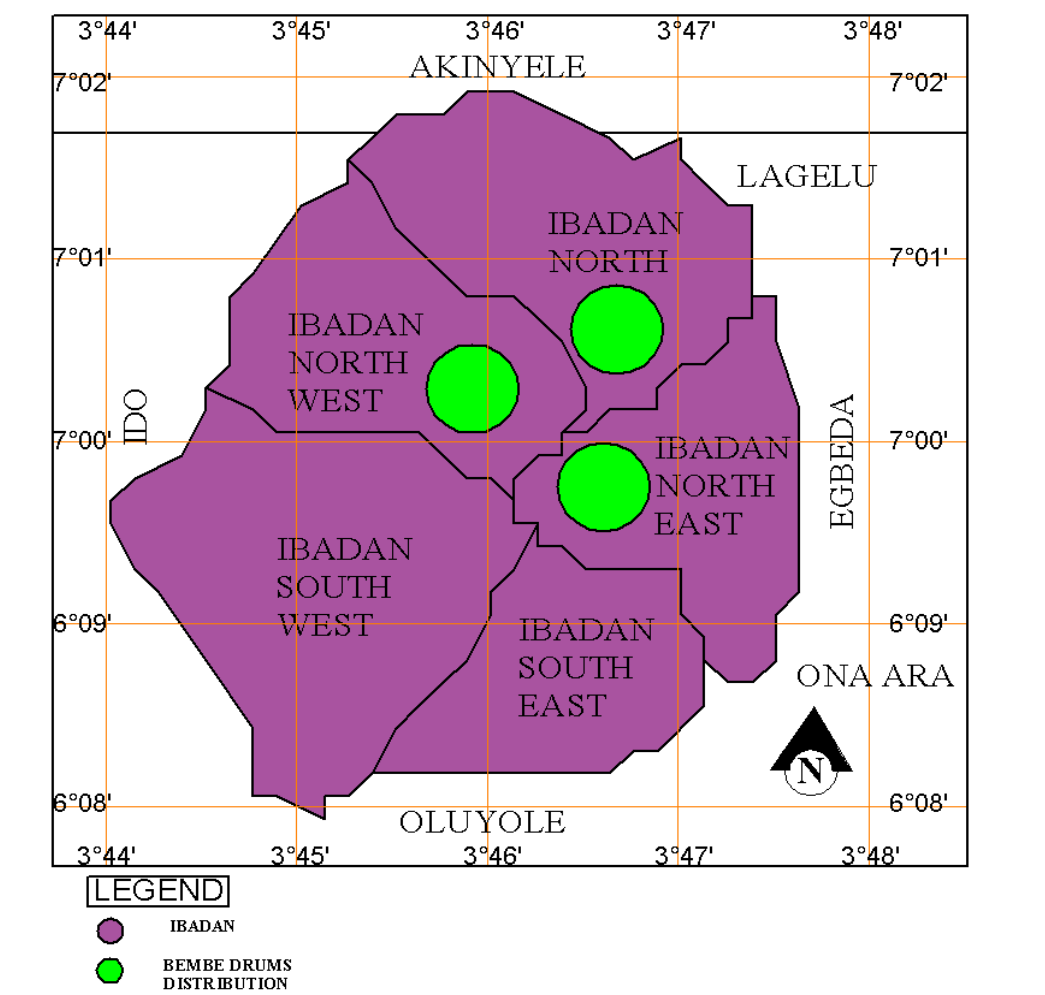 3°44' 3°45' 3°46' 3°47' 3°48'
AKINYELE
7°02' 7°02'
LAGELU
IBADAN
NORTH
7°01' 7°01'
IBADAN
NORTH
WEST
IDO
EGBEDA
7°00' 7°00'
IBADAN
NORTH
EAST
IBADAN
SOUTH
WEST
6°09' 6°09'
IBADAN
SOUTH
EAST
ONA ARA
N
6°08' 6°08'
OLUYOLE
3°44' 3°45' 3°46' 3°47' 3°48'
LEGEND
IBADAN
BEMBE DRUMS
DISTRIBUTION